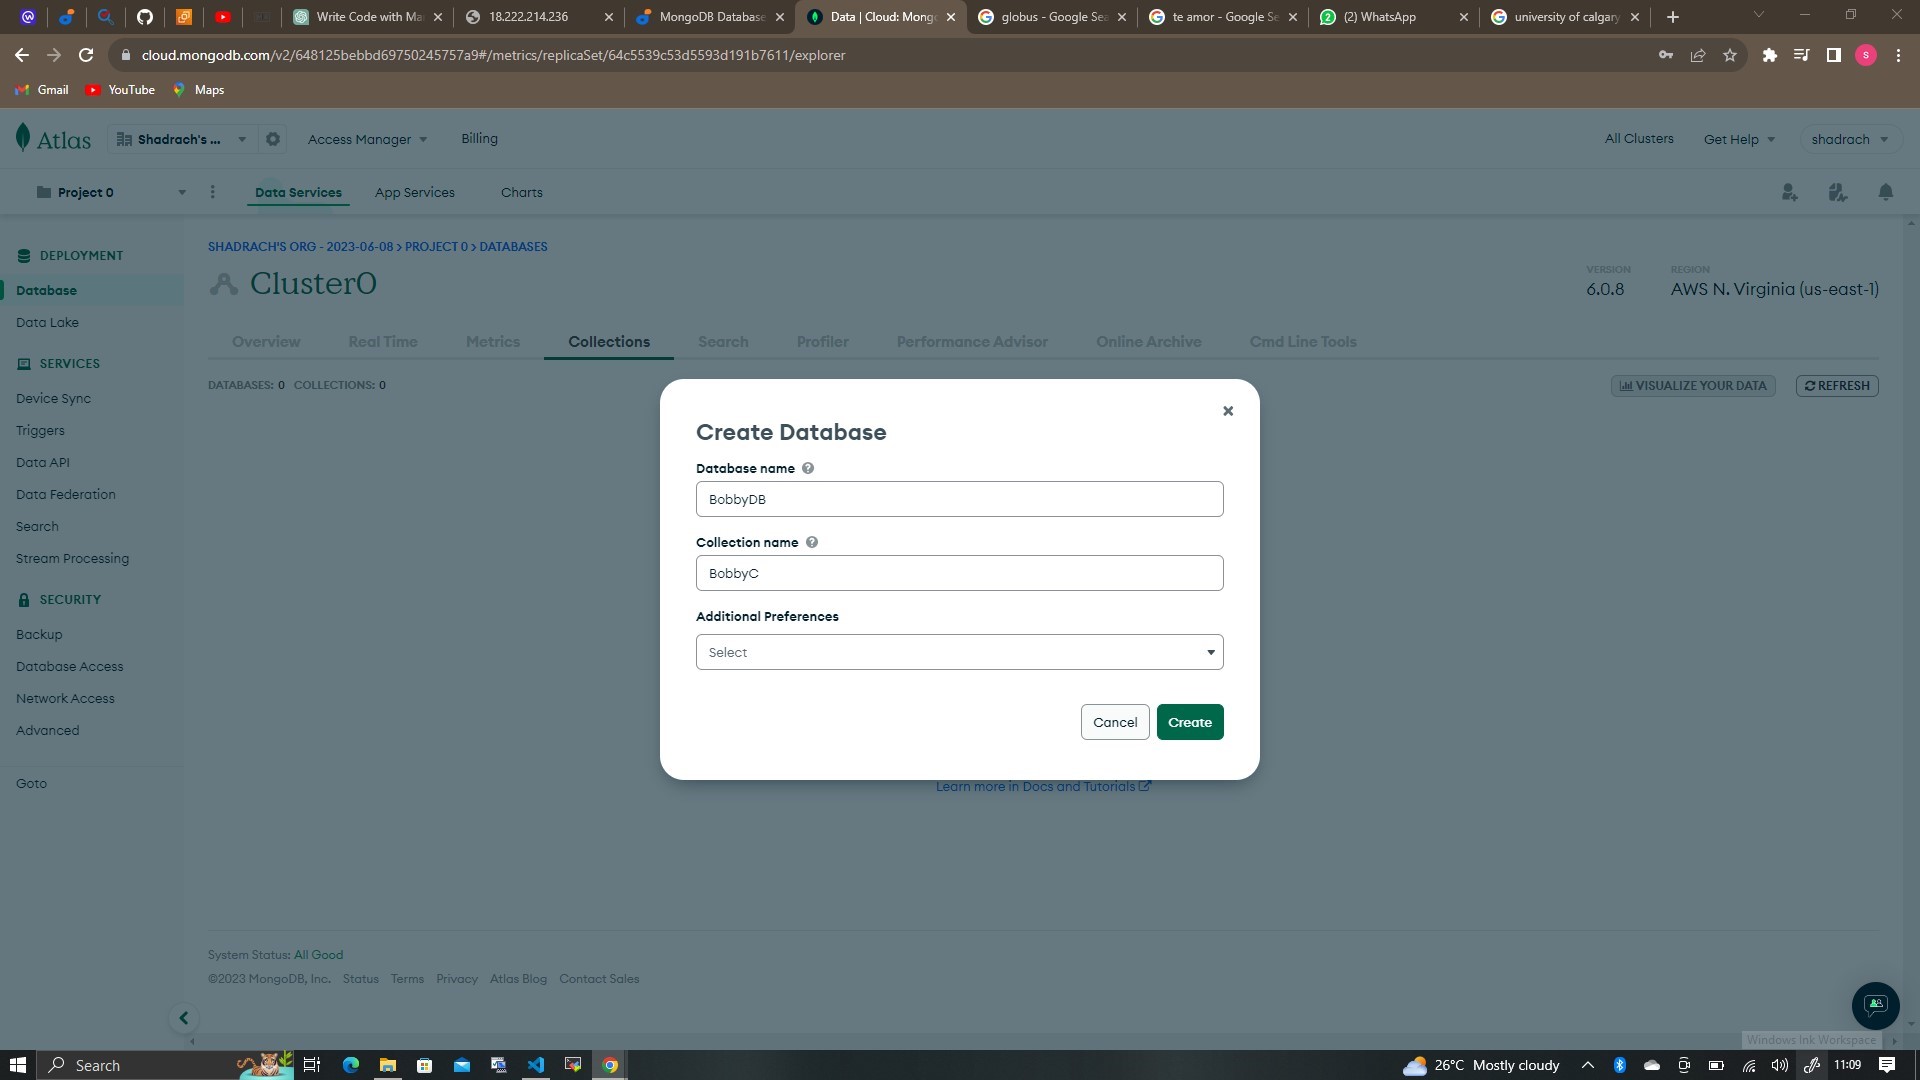 Write Code with Ma
18.222.214.236
MongoDB Database
Data | Cloud: Mong
globus - Google Sea
te amor - Google Se
(2) WhatsApp
university of calgary
cloud.mongodb.com/v2/648125bebbd69750245757a9#/metrics/replicaSet/64c5539c53d5593d191b7611/explorer
S
Gmail
YouTube
Maps
Atlas
Shadrach's ...
Access Manager
Billing
All Clusters
Get Help
shadrach
Project 0
Data Services
App Services
Charts
DEPLOYMENT
Database
Data Lake
SERVICES
Device Sync
Triggers
Data API
Data Federation
Search
Stream Processing
SECURITY
Backup
Database Access
Network Access
Advanced
Goto
SHADRACH'S ORG - 2023-06-08 > PROJECT 0 > DATABASES
Cluster0
VERSION
6.0.8
REGION
AWS N. Virginia (us-east-1)
Overview
Real Time
Metrics
Collections
Search
Profiler
Performance Advisor
Online Archive
Cmd Line Tools
DATABASES: 0 COLLECTIONS: 0
VISUALIZE YOUR DATA
REFRESH
Create Database
Database name
BobbyDB
Collection name
BobbyC
Additional Preferences
Select
Cancel
Create
Learn more in Docs and Tutorials
System Status: All Good
©2023 MongoDB, Inc. Status Terms Privacy Atlas Blog Contact Sales
Windows Ink Workspace
Search
26°C Mostly cloudy
11:09